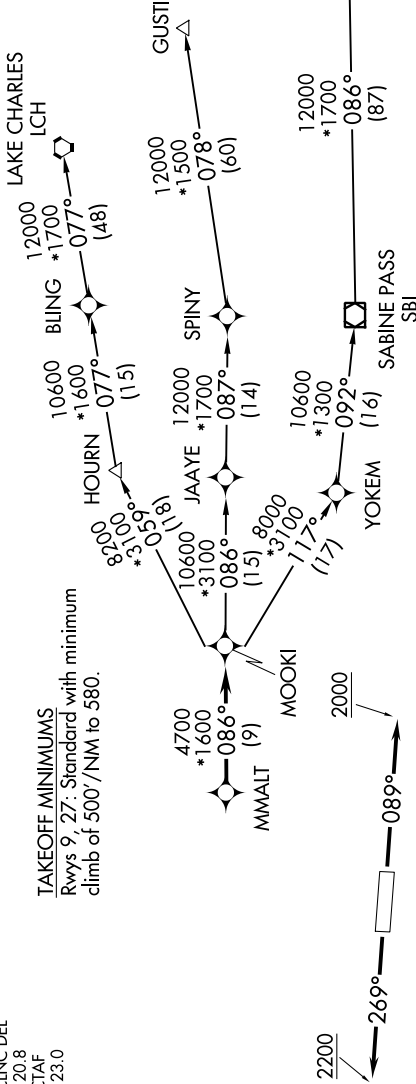 CLNC DEL
20.8
CTAF
23.0
TAKEOFF MINIMUMS
Rwys 9, 27: Standard with minimum
climb of 500'/NM to 580.
LAKE CHARLES
LCH
12000
*1700
077°
(48)
BLING
10600
*1600
077°
(15)
HOURN
8200
*3100
059°
(18)
GUSTI
12000
*1500
078°
(60)
SPINY
12000
*1700
087°
(14)
JAAYE
10600
*3100
086°
(15)
MOOKI
4700
*1600
086°
(9)
MMALT
8000
*3100
117°
(17)
YOKEM
10600
*1300
092°
(16)
SABINE PASS
SBI
12000
*1700
086°
(87)
2000
089°
269°
2200